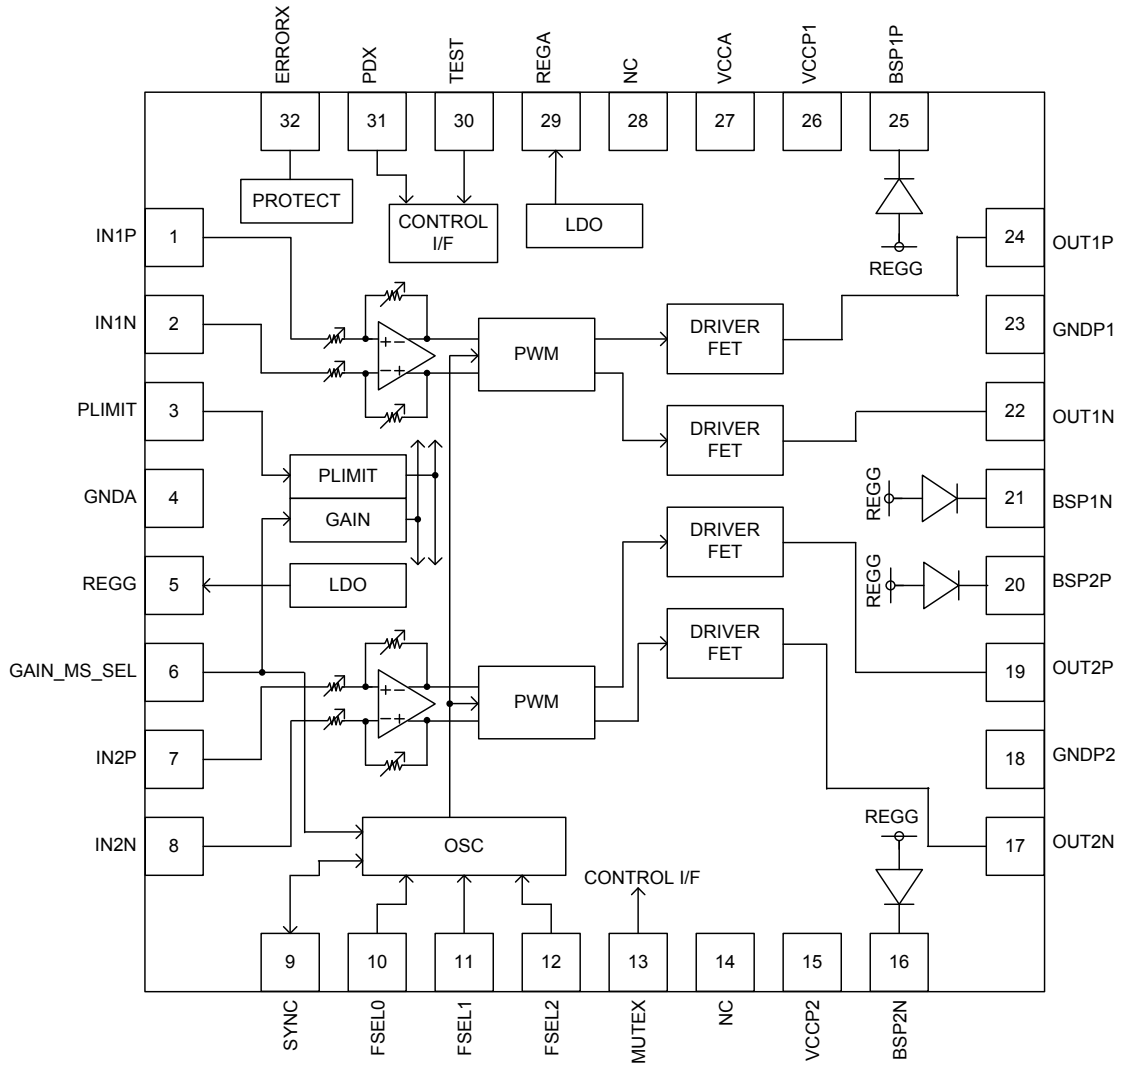 ERRORX
PDX
TEST
REGA
NC
VCCA
VCCP1
BSP1P
32
31
30
29
28
27
26
25
PROTECT
CONTROL
I/F
LDO
REGG
IN1P
1
24
OUT1P
IN1N
2
23
GNDP1
+ −
− +
PWM
DRIVER
FET
PLIMIT
3
22
OUT1N
DRIVER
FET
PLIMIT
GAIN
GNDA
4
REGG
21
BSP1N
DRIVER
FET
REGG
5
LDO
REGG
20
BSP2P
DRIVER
FET
GAIN_MS_SEL
6
19
OUT2P
+ −
− +
PWM
IN2P
7
18
GNDP2
IN2N
8
OSC
REGG
17
OUT2N
CONTROL I/F
9
10
11
12
13
14
15
16
SYNC
FSEL0
FSEL1
FSEL2
MUTEX
NC
VCCP2
BSP2N